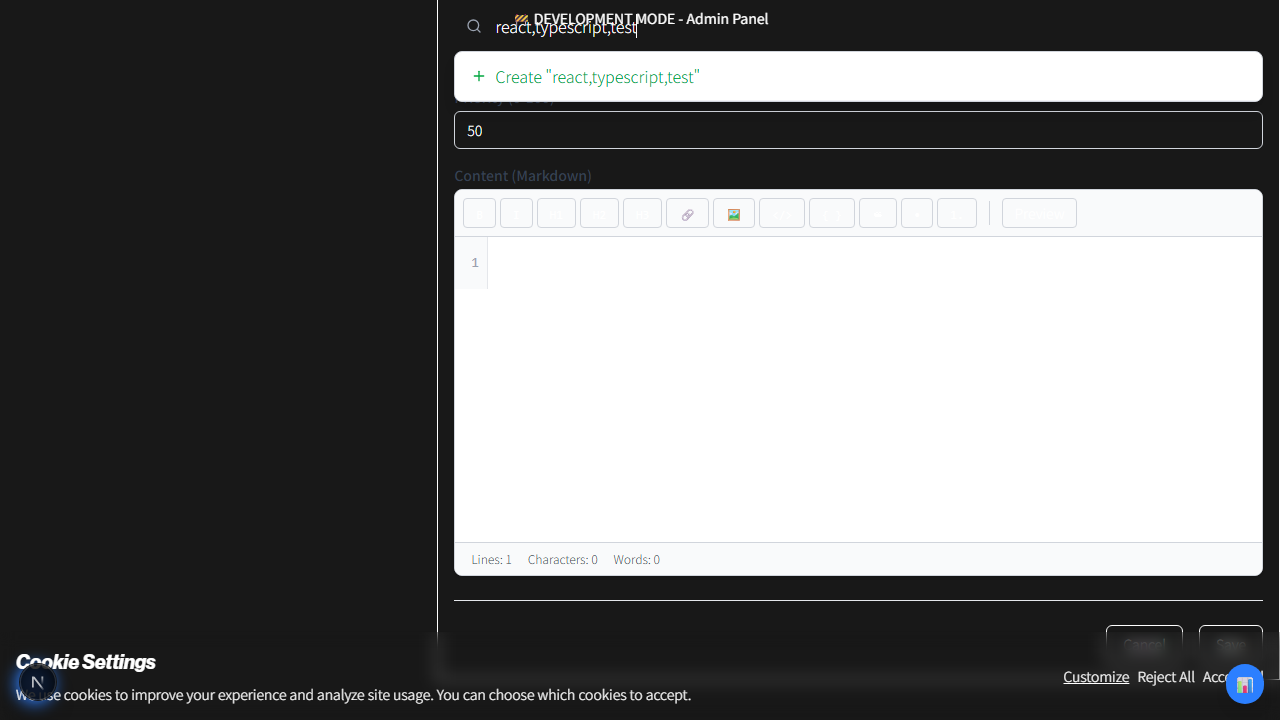 🚧 DEVELOPMENT MODE - Admin Panel
react,typescript,test
+ Create "react,typescript,test"
50
Content (Markdown)
1
Lines: 1 Characters: 0 Words: 0
Cancel Save
Cookie Settings
We use cookies to improve your experience and analyze site usage. You can choose which cookies to accept.
Customize Reject All
N